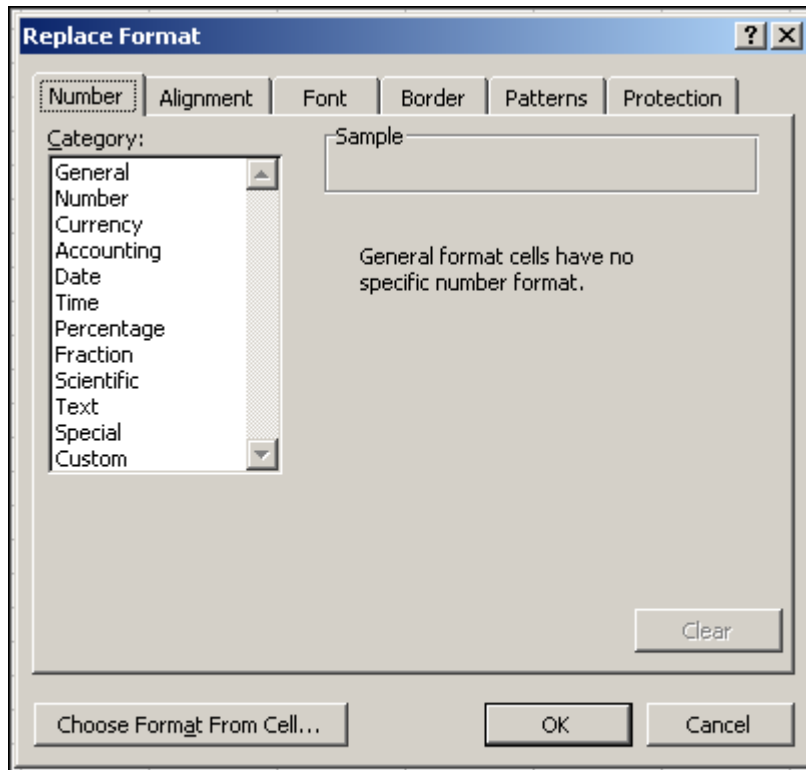 Replace Format
Number Alignment Font Border Patterns Protection
Category:
General
Number
Currency
Accounting
Date
Time
Percentage
Fraction
Scientific
Text
Special
Custom
Sample
General format cells have no
specific number format.
Clear
Choose Format From Cell... OK Cancel